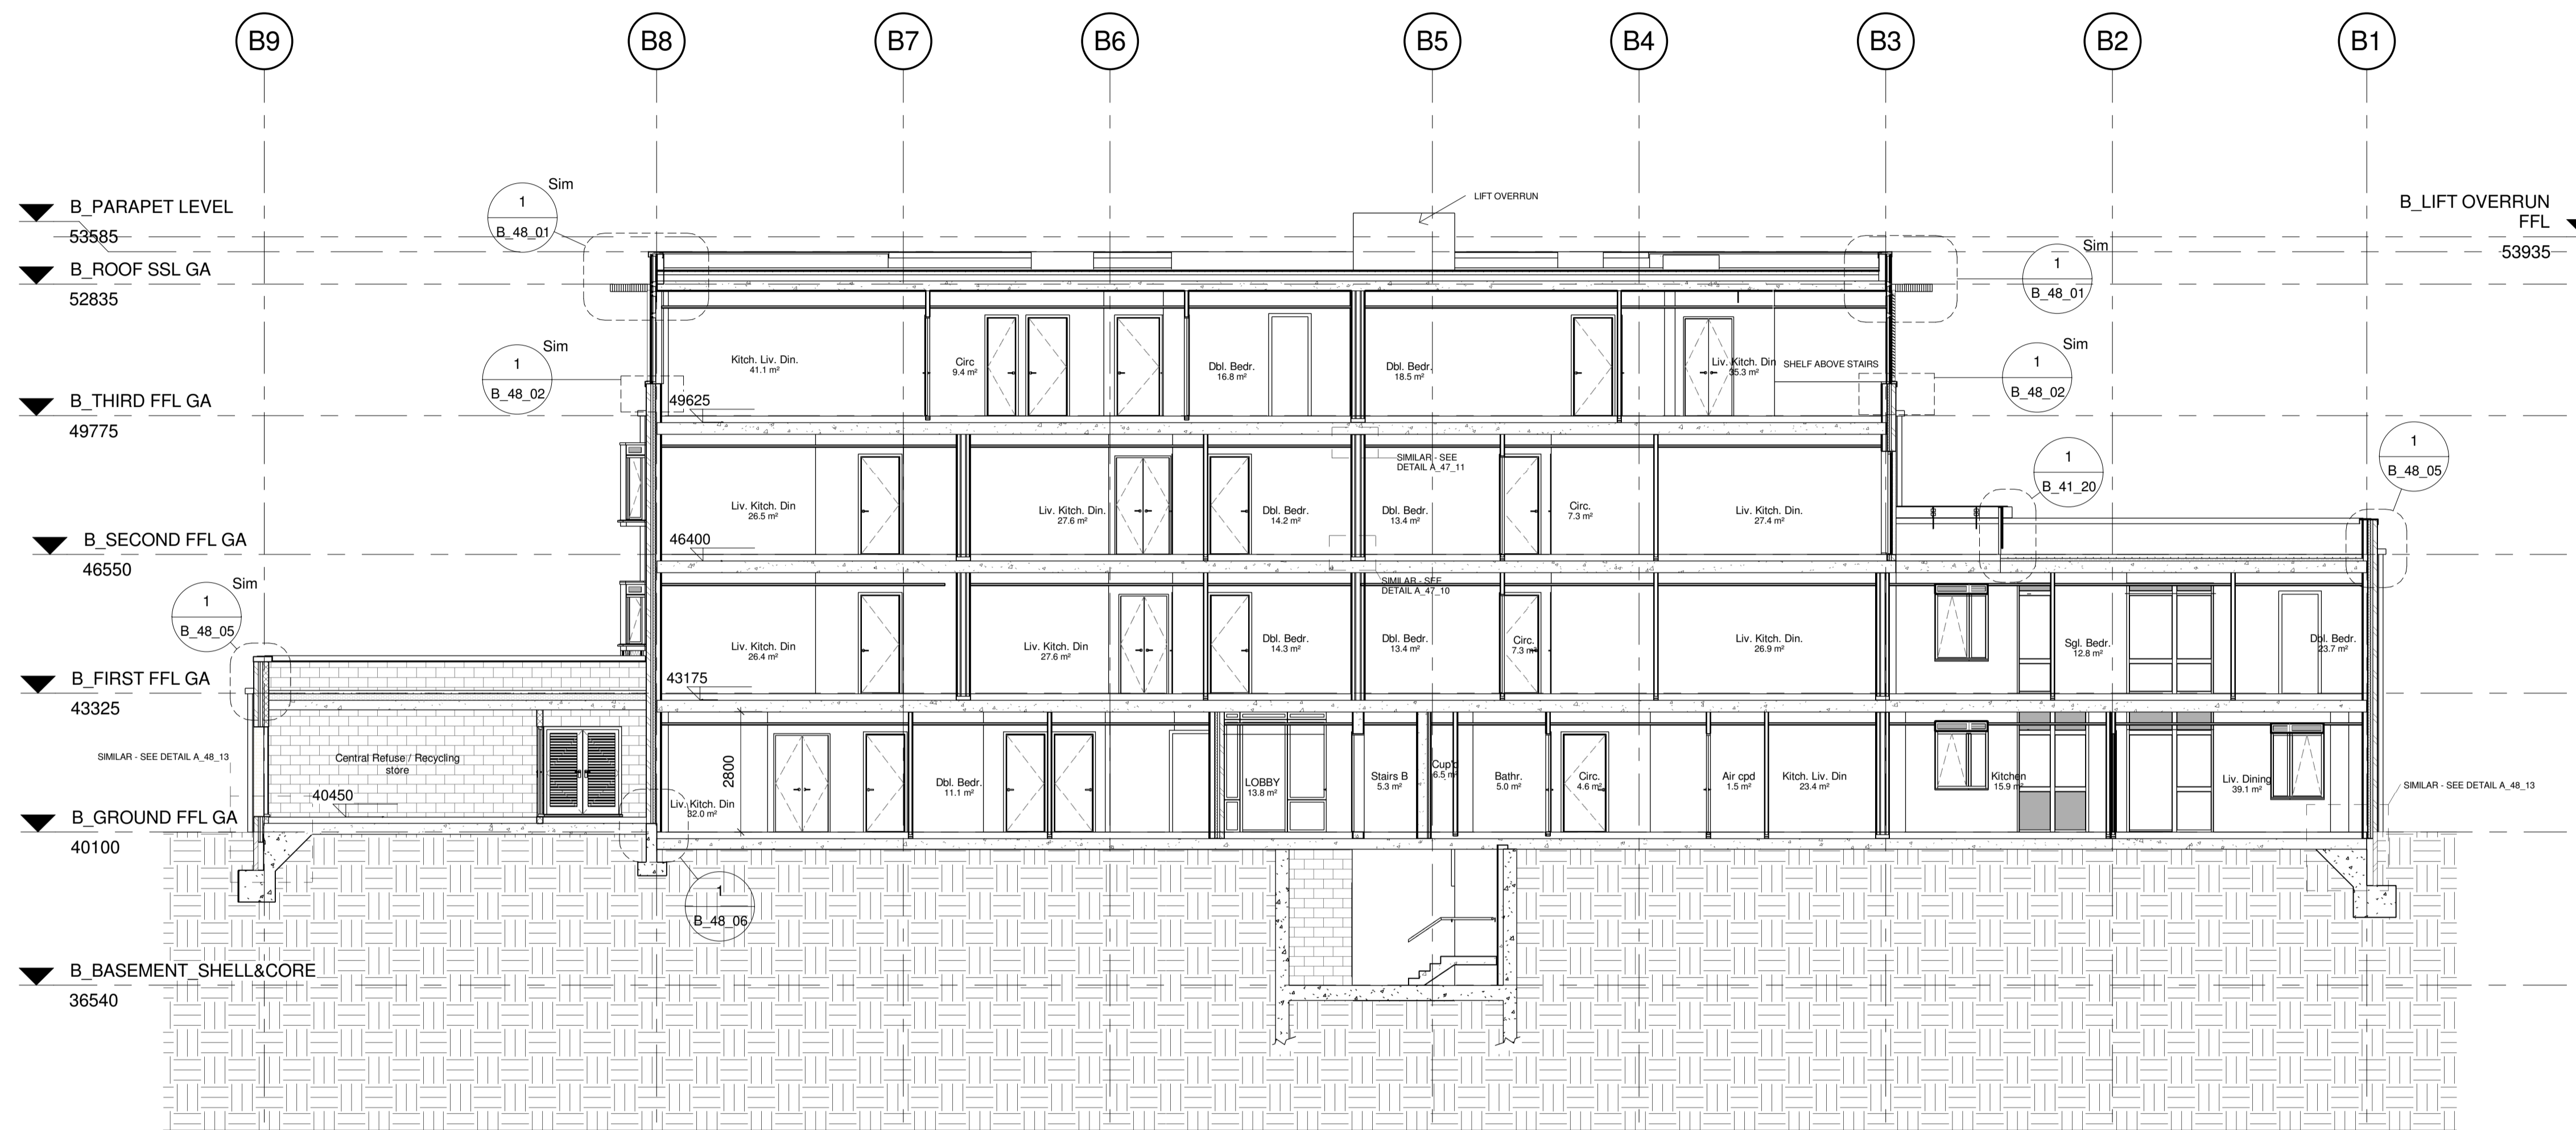 B9 B8 B7 B6 B5 B4 B3 B2 B1
B_PARAPET LEVEL
53585
B_ROOF SSL GA
52835
B_THIRD FFL GA
49775
B_SECOND FFL GA
46550
B_FIRST FFL GA
43325
B_GROUND FFL GA
40100
B_BASEMENT_SHELL&CORE
36540
B_LIFT OVERRUN
FFL
53935
LIFT OVERRUN
1
B_48_01
Sim
1
B_48_01
Sim
1
B_48_02
Sim
1
B_48_02
Sim
1
B_41_20
1
B_48_05
1
B_48_05
Sim
1
B_48_06
Kitch. Liv. Din.
41.1 m²
Circ
9.4 m²
Dbl. Bedr.
16.8 m²
Dbl. Bedr.
18.5 m²
Liv. Kitch. Din
35.3 m²
SHELF ABOVE STAIRS
49625
Liv. Kitch. Din
26.5 m²
Liv. Kitch. Din.
27.6 m²
Dbl. Bedr.
14.2 m²
SIMILAR - SEE
DETAIL A_47_11
Dbl. Bedr.
13.4 m²
Circ.
7.3 m²
Liv. Kitch. Din.
27.4 m²
46400
SIMILAR - SEE
DETAIL A_47_10
Liv. Kitch. Din
26.4 m²
Liv. Kitch. Din
27.6 m²
Dbl. Bedr.
14.3 m²
Dbl. Bedr.
13.4 m²
Circ.
7.3 m²
Liv. Kitch. Din.
26.9 m²
Sgl. Bedr.
12.8 m²
Dbl. Bedr.
23.7 m²
43175
SIMILAR - SEE DETAIL A_48_13
Central Refuse / Recycling
store
40450
2800
Liv. Kitch. Din
32.0 m²
Dbl. Bedr.
11.1 m²
LOBBY
13.8 m²
Stairs B
5.3 m²
Cup'd
6.5 m²
Bathr.
5.0 m²
Circ.
4.6 m²
Air cpd
1.5 m²
Kitch. Liv. Din
23.4 m²
Kitchen
15.9 m²
Liv. Dining
39.1 m²
SIMILAR - SEE DETAIL A_48_13